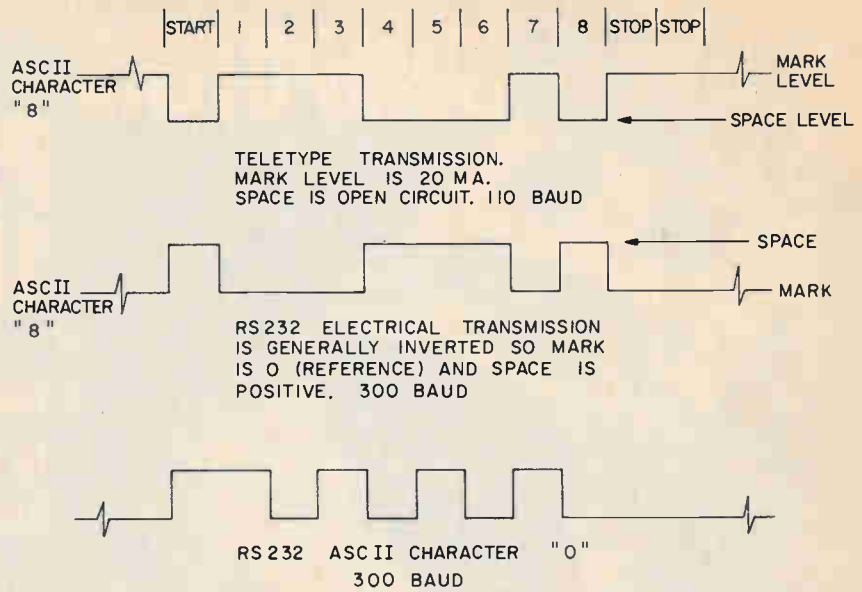 START 1 2 3 4 5 6 7 8 STOP STOP
ASCII
CHARACTER
"8"
MARK
LEVEL
SPACE LEVEL
TELETYPE TRANSMISSION.
MARK LEVEL IS 20 MA.
SPACE IS OPEN CIRCUIT. 110 BAUD
SPACE
ASCII
CHARACTER
"8"
MARK
RS232 ELECTRICAL TRANSMISSION
IS GENERALLY INVERTED SO MARK
IS 0 (REFERENCE) AND SPACE IS
POSITIVE. 300 BAUD
RS232 ASCII CHARACTER "0"
300 BAUD